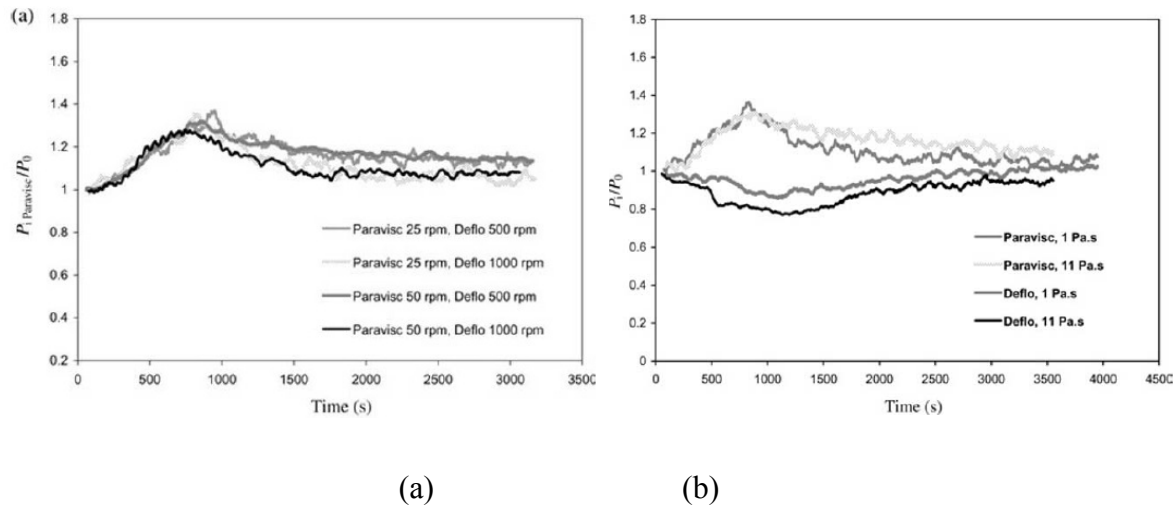 (a)
1.8
1.6
1.4
1.2
1
0.8
0.6
0.4
0.2
P_i Paravisc/P_0
Paravisc 25 rpm, Deflo 500 rpm
Paravisc 25 rpm, Deflo 1000 rpm
Paravisc 50 rpm, Deflo 500 rpm
Paravisc 50 rpm, Deflo 1000 rpm
0 500 1000 1500 2000 2500 3000 3500
Time (s)
1.8
1.6
1.4
1.2
1
0.8
0.6
0.4
0.2
0
P_i/P_0
Paravisc, 1 Pa.s
Paravisc, 11 Pa.s
Deflo, 1 Pa.s
Deflo, 11 Pa.s
0 500 1000 1500 2000 2500 3000 3500 4000 4500
Time (s)
(a) (b)